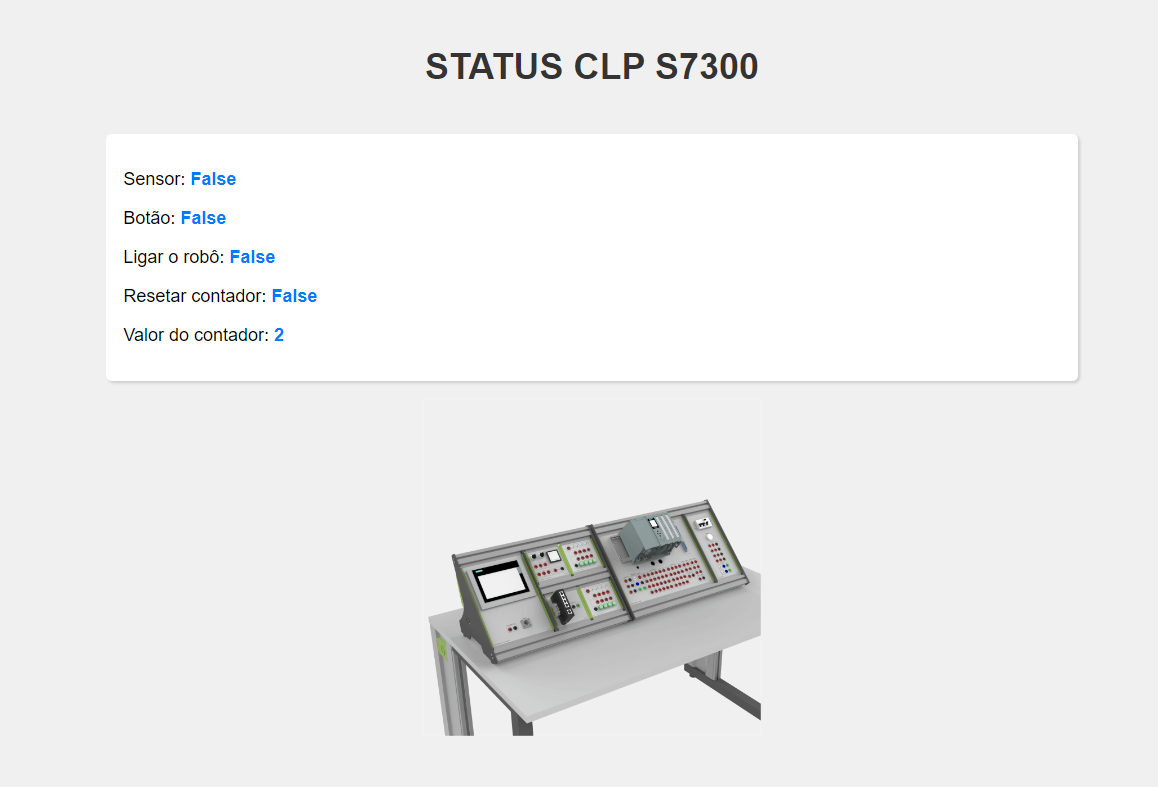 STATUS CLP S7300
Sensor: False
Botão: False
Ligar o robô: False
Resetar contador: False
Valor do contador: 2